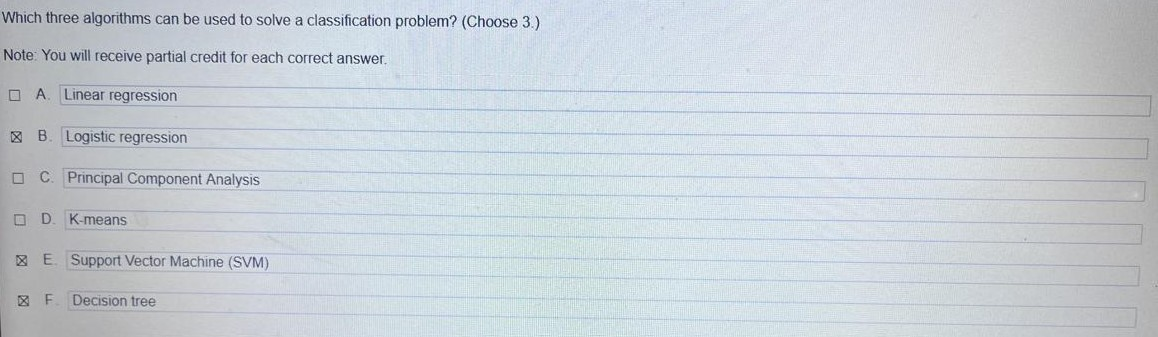 Which three algorithms can be used to solve a classification problem? (Choose 3.)
Note: You will receive partial credit for each correct answer.
A. Linear regression
B. Logistic regression
C. Principal Component Analysis
D. K-means
E. Support Vector Machine (SVM)
F. Decision tree